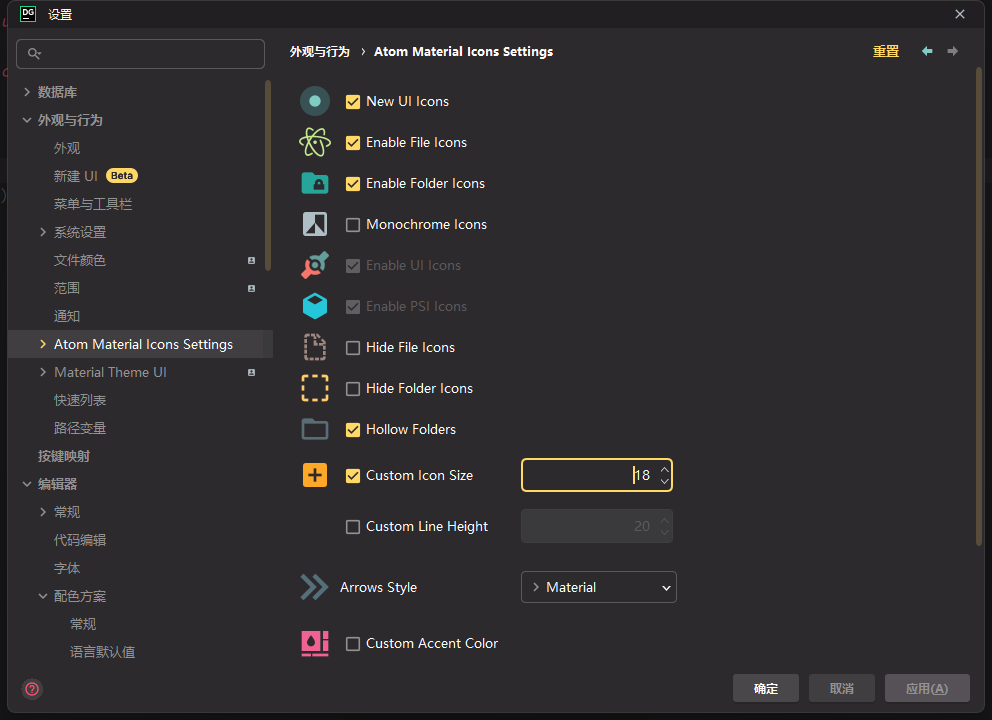 DG
设置
数据库
外观与行为
外观
新建 UI Beta
菜单与工具栏
系统设置
文件颜色
范围
通知
Atom Material Icons Settings
Material Theme UI
快速列表
路径变量
按键映射
编辑器
常规
代码编辑
字体
配色方案
常规
语言默认值
外观与行为 › Atom Material Icons Settings
重置
New UI Icons
Enable File Icons
Enable Folder Icons
Monochrome Icons
Enable UI Icons
Enable PSI Icons
Hide File Icons
Hide Folder Icons
Hollow Folders
Custom Icon Size 18
Custom Line Height 20
Arrows Style Material
Custom Accent Color
确定 取消 应用(A)